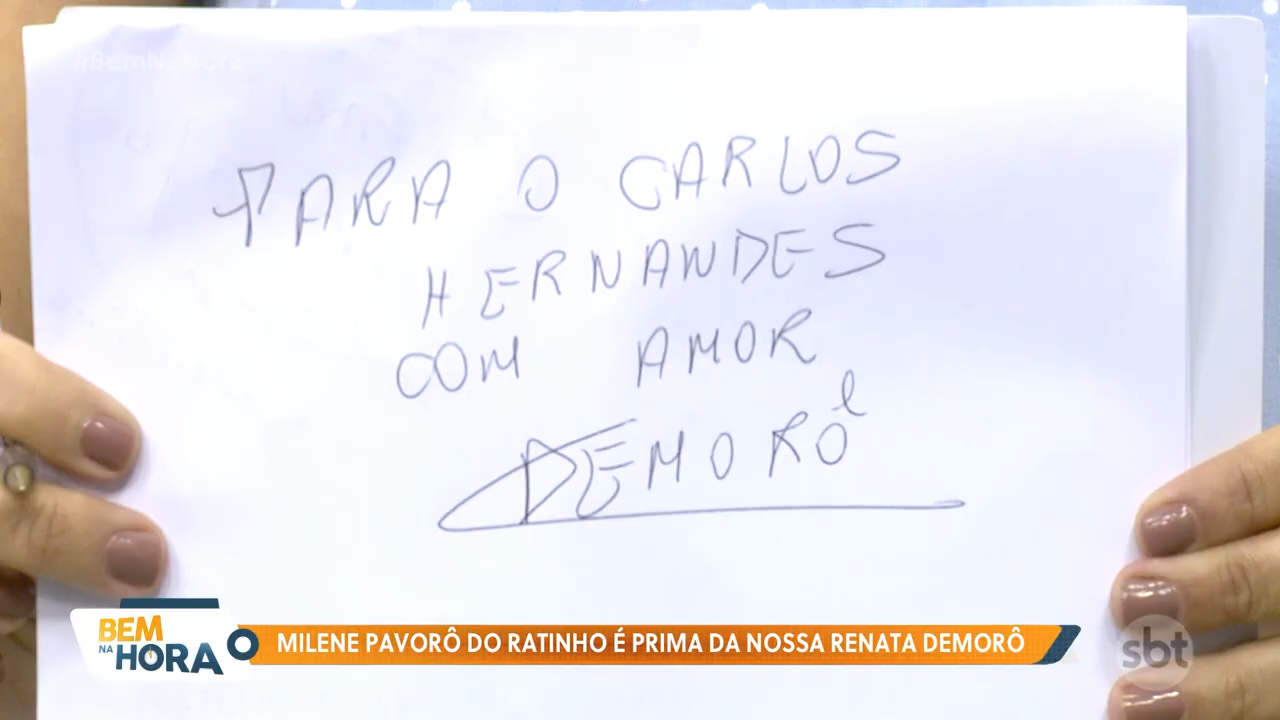 #BemNaHora
PARA O CARLOS
HERNANDES
COM AMOR
DEMORÔ
BEM
NA HORA
MILENE PAVORÔ DO RATINHO É PRIMA DA NOSSA RENATA DEMORÔ
sbt